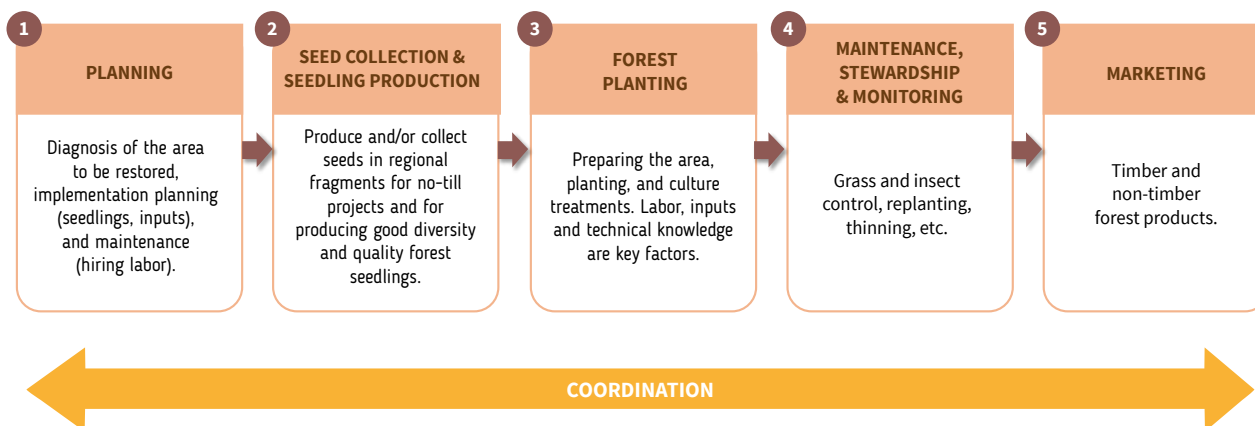 1
PLANNING
Diagnosis of the area
to be restored,
implementation planning
(seedlings, inputs),
and maintenance
(hiring labor).
2
SEED COLLECTION &
SEEDLING PRODUCTION
Produce and/or collect
seeds in regional
fragments for no-till
projects and for
producing good diversity
and quality forest
seedlings.
3
FOREST
PLANTING
Preparing the area,
planting, and culture
treatments. Labor, inputs
and technical knowledge
are key factors.
4
MAINTENANCE,
STEWARDSHIP
& MONITORING
Grass and insect
control, replanting,
thinning, etc.
5
MARKETING
Timber and
non-timber
forest products.
COORDINATION